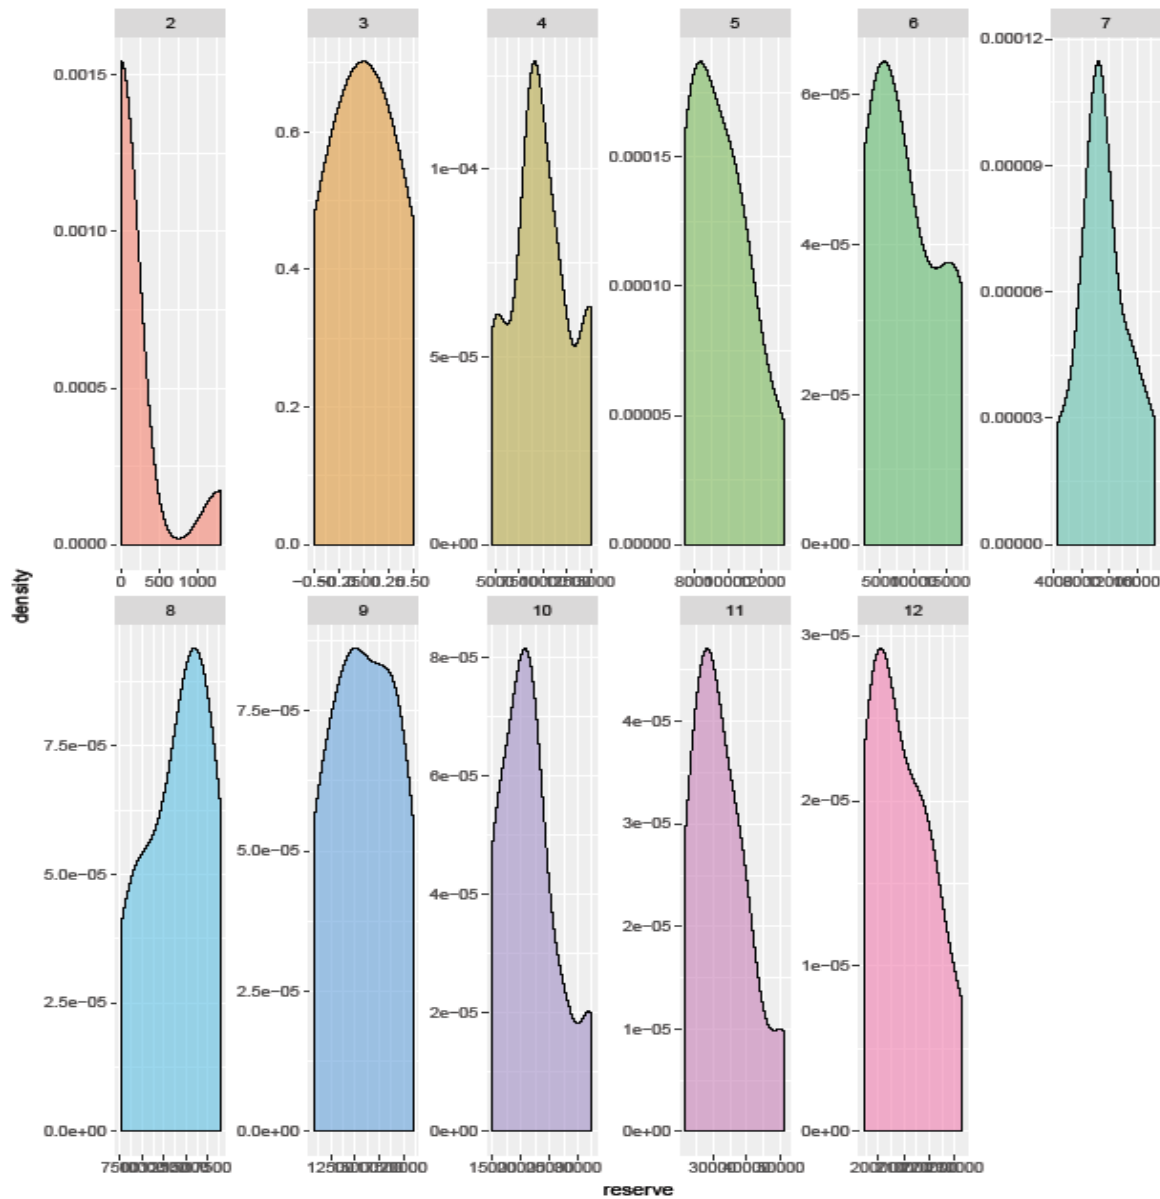 2 3 4 5 6 7
0.0015
0.0010
0.0005
0.0000
0.6
0.4
0.2
0.0
1e−04
5e−05
0e+00
0.00015
0.00010
0.00005
0.00000
6e−05
4e−05
2e−05
0e+00
0.00012
0.00009
0.00006
0.00003
0.00000
0 500 1000
density
8 9 10 11 12
7.5e−05
5.0e−05
2.5e−05
0.0e+00
7.5e−05
5.0e−05
2.5e−05
0.0e+00
8e−05
6e−05
4e−05
2e−05
0e+00
4e−05
3e−05
2e−05
1e−05
0e+00
3e−05
2e−05
1e−05
0e+00
30000 40000 50000
reserve